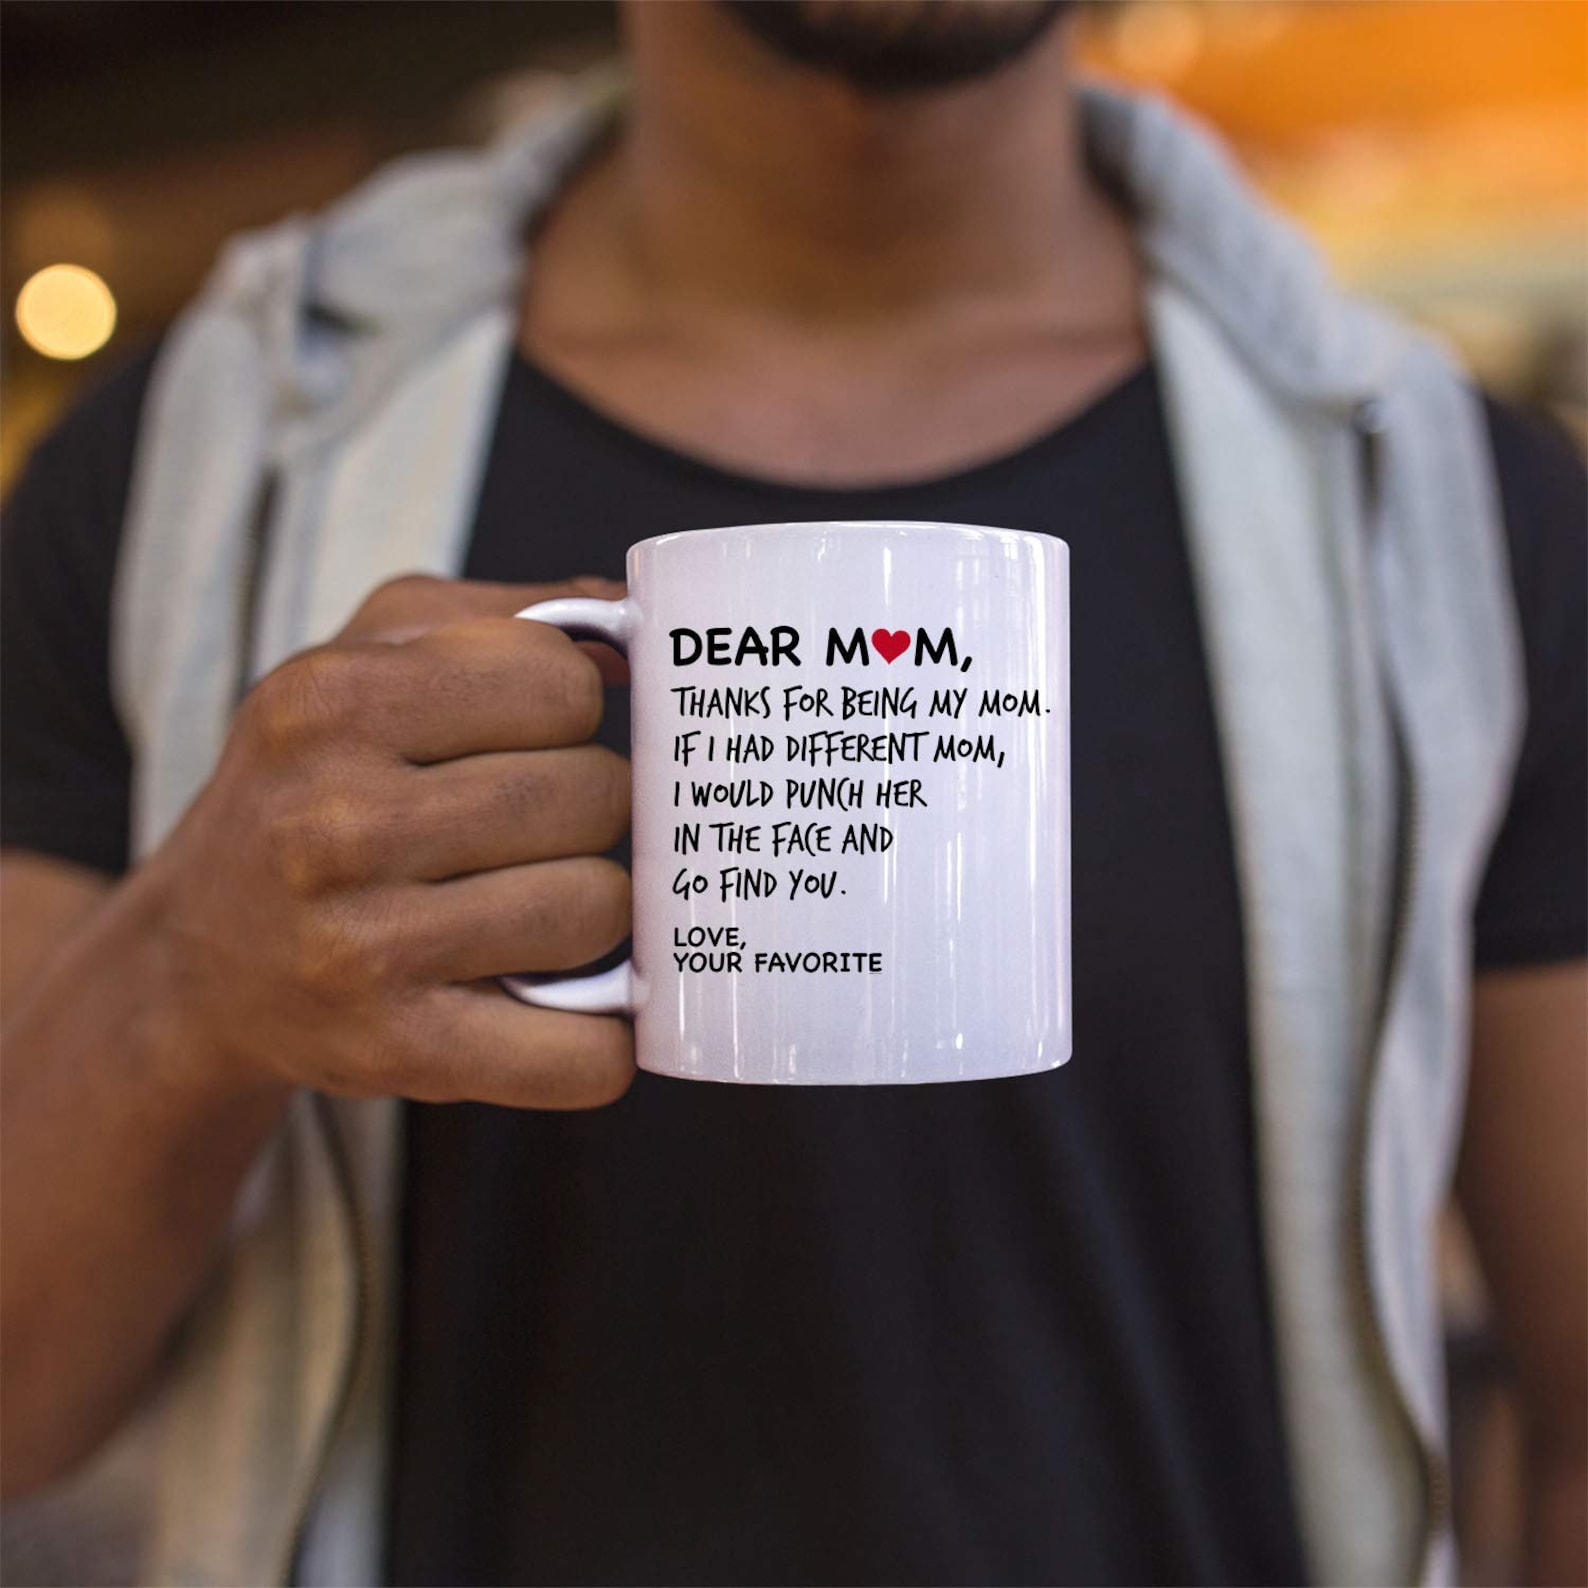 DEAR M♥M,
THANKS FOR BEING MY MOM.
IF I HAD DIFFERENT MOM,
I WOULD PUNCH HER
IN THE FACE AND
GO FIND YOU.
LOVE,
YOUR FAVORITE